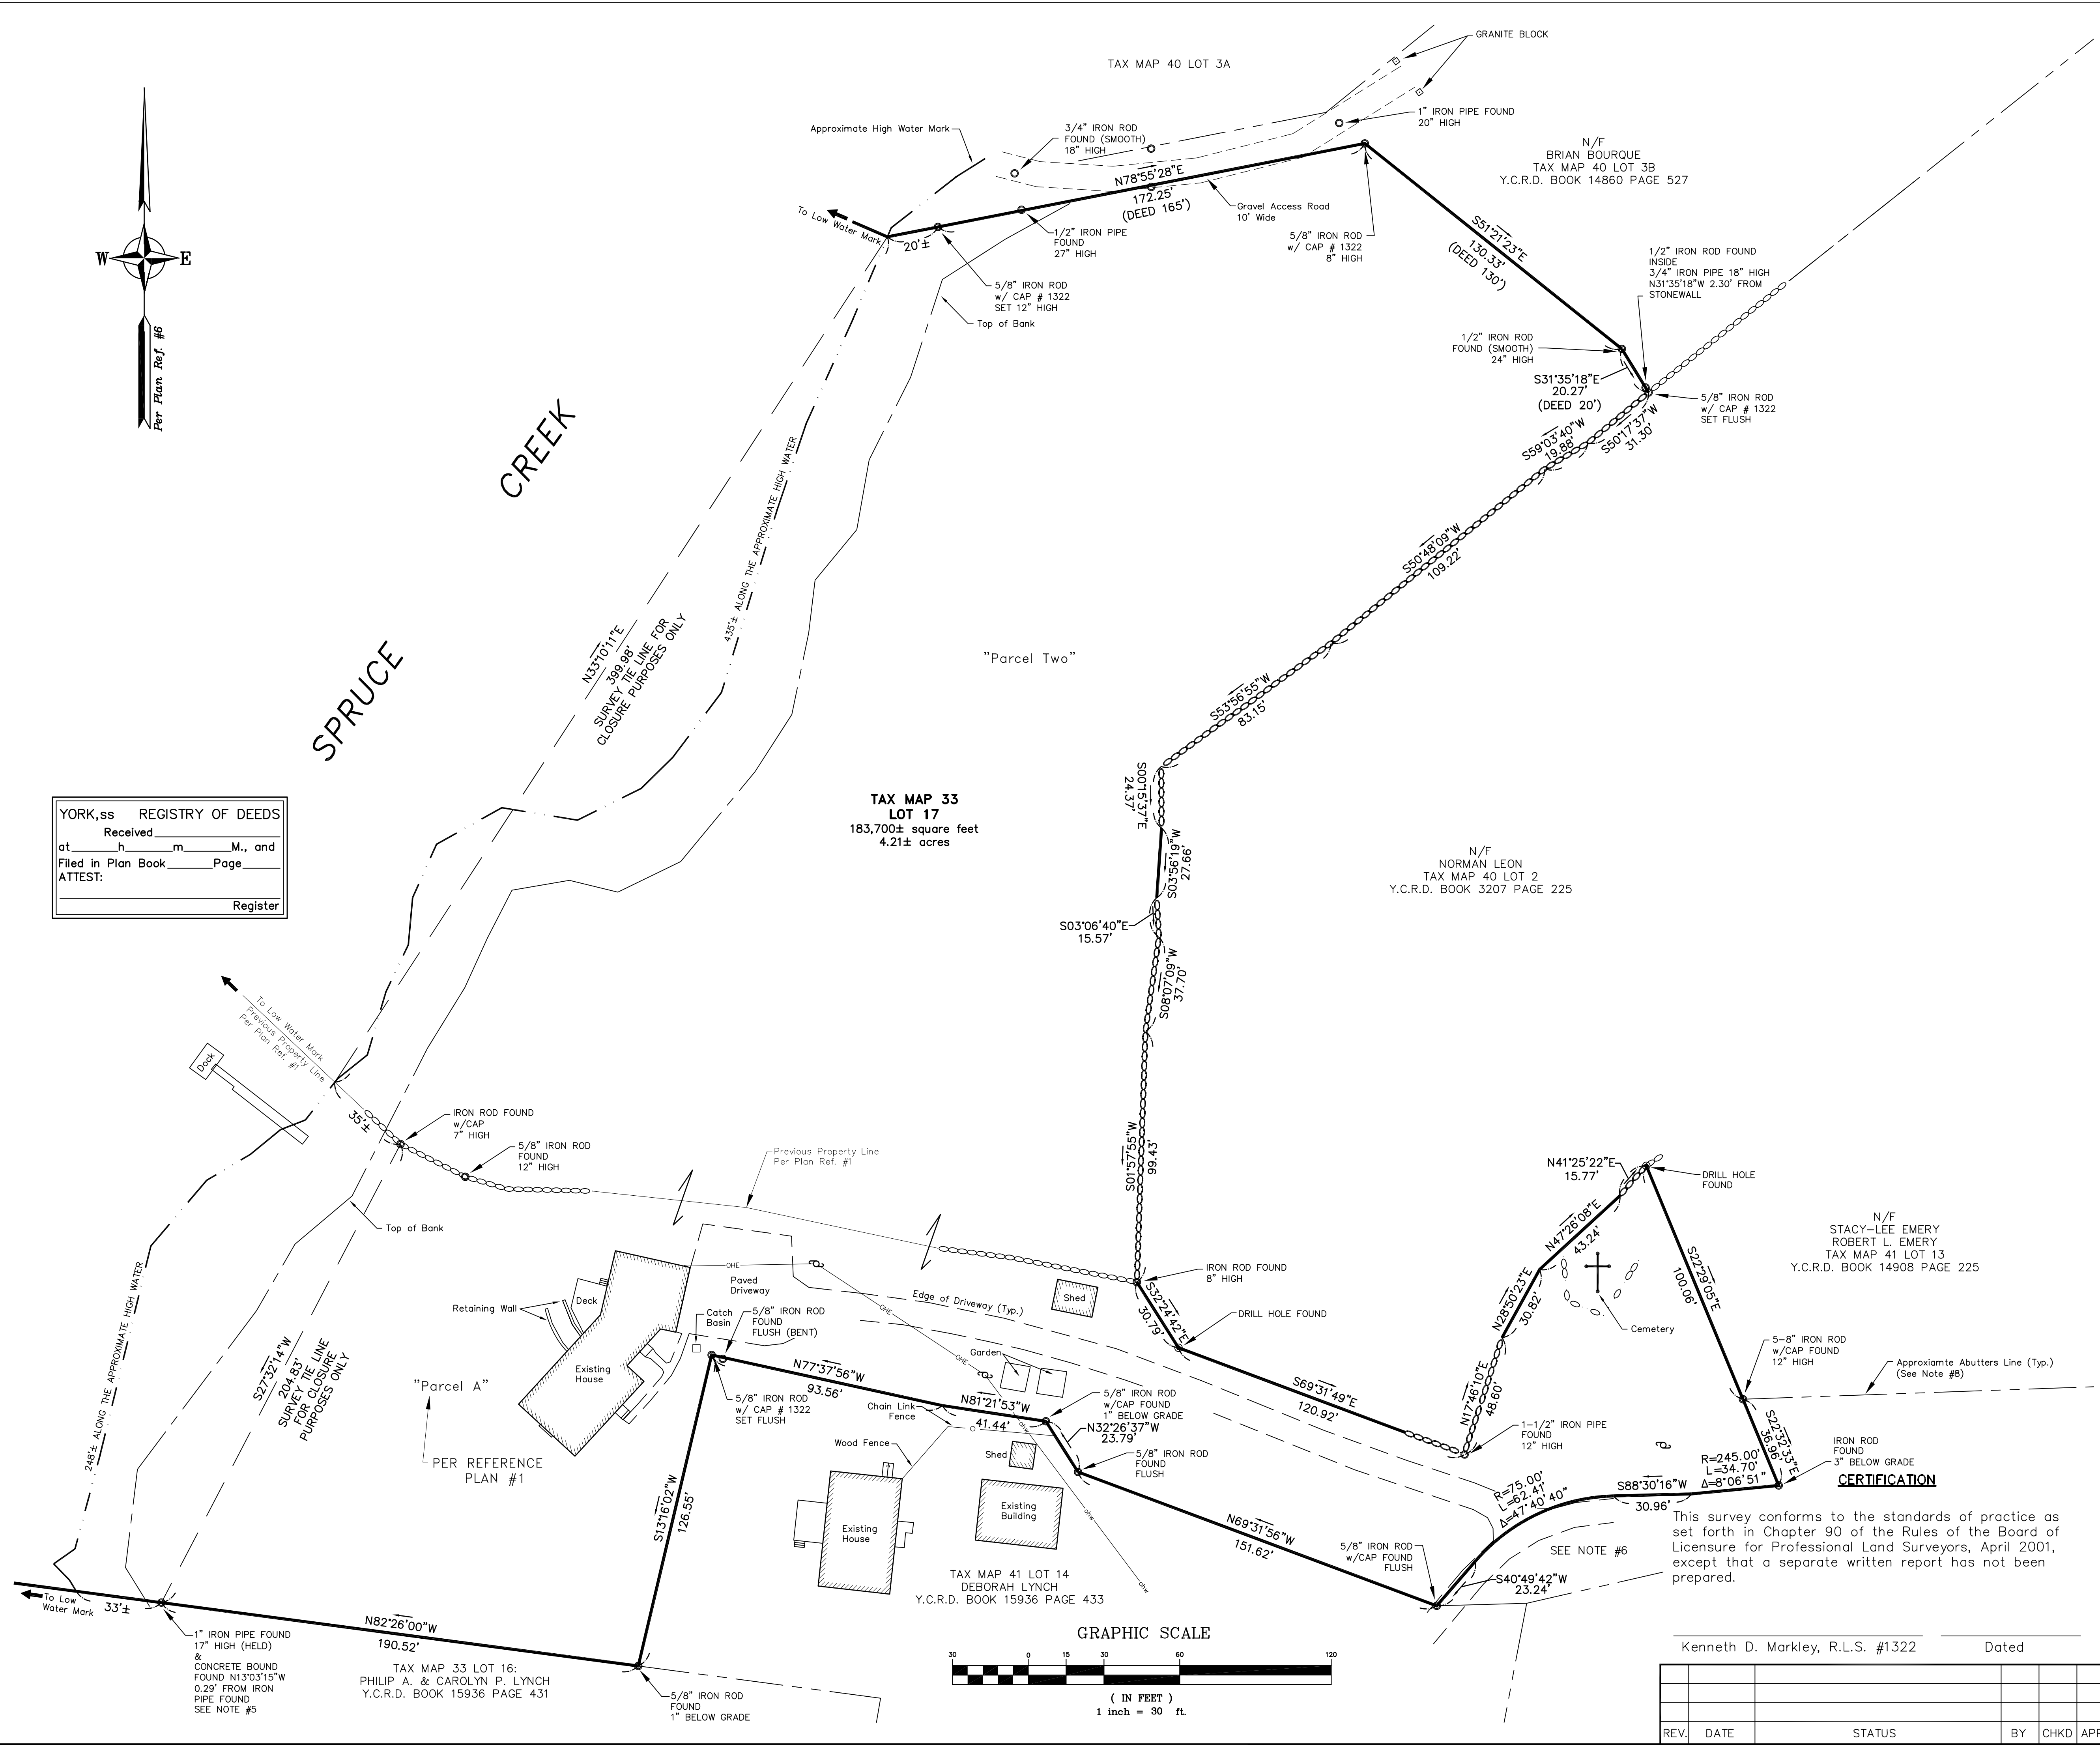 TAX MAP 40 LOT 3A
GRANITE BLOCK
1" IRON PIPE FOUND
20" HIGH
Approximate High Water Mark
3/4" IRON ROD
FOUND (SMOOTH)
18" HIGH
N/F
BRIAN BOURQUE
TAX MAP 40 LOT 3B
Y.C.R.D. BOOK 14860 PAGE 527
N78°55'28"E
172.25'
(DEED 165')
To Low Water Mark
20'±
1/2" IRON PIPE
FOUND
27" HIGH
Gravel Access Road
10' Wide
5/8" IRON ROD
w/ CAP # 1322
8" HIGH
S51°21'23"E
130.33'
(DEED 130')
1/2" IRON ROD FOUND
INSIDE
3/4" IRON PIPE 18" HIGH
N31°35'18"W 2.30' FROM
STONEWALL
5/8" IRON ROD
w/ CAP # 1322
SET 12" HIGH
Top of Bank
1/2" IRON ROD
FOUND (SMOOTH)
24" HIGH
S31°35'18"E
20.27'
(DEED 20')
5/8" IRON ROD
w/ CAP # 1322
SET FLUSH
W
E
Per Plan Ref. #6
S50°17'37"W
31.30'
S59°03'40"W
19.88'
S50°48'09"W
109.22'
S53°56'55"W
83.15'
CREEK
SPRUCE
435'± ALONG THE APPROXIMATE HIGH WATER
N33°10'11"E
399.98'
SURVEY TIE LINE FOR
CLOSURE PURPOSES ONLY
"Parcel Two"
TAX MAP 33
LOT 17
183,700± square feet
4.21± acres
YORK,ss REGISTRY OF DEEDS
Received
at h m M., and
Filed in Plan Book Page
ATTEST:
Register
S00°15'37"E
24.37'
S03°56'19"W
27.66'
S03°06'40"E
15.57'
S08°07'09"W
37.70'
S01°57'55"W
99.43'
N/F
NORMAN LEON
TAX MAP 40 LOT 2
Y.C.R.D. BOOK 3207 PAGE 225
To Low Water Mark
Previous Property Line
Per Plan Ref. #1
Dock
35'±
IRON ROD FOUND
w/CAP
7" HIGH
5/8" IRON ROD
FOUND
12" HIGH
Previous Property Line
Per Plan Ref. #1
Top of Bank
N41°25'22"E
15.77'
DRILL HOLE
FOUND
N47°26'08"E
43.24'
N28°50'23"E
30.82'
N17°46'10"E
48.60'
Cemetery
S22°29'05"E
100.06'
N/F
STACY-LEE EMERY
ROBERT L. EMERY
TAX MAP 41 LOT 13
Y.C.R.D. BOOK 14908 PAGE 225
IRON ROD FOUND
8" HIGH
S32°24'42"E
30.79'
DRILL HOLE FOUND
5-8" IRON ROD
w/CAP FOUND
12" HIGH
Approxiamte Abutters Line (Typ.)
(See Note #8)
248'± ALONG THE APPROXIMATE HIGH WATER
S27°32'14"W
204.83'
SURVEY TIE LINE
FOR CLOSURE
PURPOSES ONLY
Retaining Wall
Deck
OHE
Paved
Driveway
Edge of Driveway (Typ.)
Shed
OHE
Catch
Basin
5/8" IRON ROD
FOUND
FLUSH (BENT)
Existing
House
"Parcel A"
PER REFERENCE
PLAN #1
N77°37'56"W
93.56'
OHE
Garden
5/8" IRON ROD
w/ CAP # 1322
SET FLUSH
Chain Link
Fence
N81°21'53"W
41.44'
5/8" IRON ROD
w/CAP FOUND
1" BELOW GRADE
N32°26'37"W
23.79'
ohw
Wood Fence
Shed
5/8" IRON ROD
FOUND
FLUSH
S69°31'49"E
120.92'
1-1/2" IRON PIPE
FOUND
12" HIGH
S22°32'33"E
36.96'
IRON ROD
FOUND
3" BELOW GRADE
R=245.00'
L=34.70'
Δ=8°06'51"
S88°30'16"W
30.96'
R=75.00'
L=62.41'
Δ=47°40'40"
CERTIFICATION
This survey conforms to the standards of practice as
set forth in Chapter 90 of the Rules of the Board of
Licensure for Professional Land Surveyors, April 2001,
except that a separate written report has not been
prepared.
S13°16'02"W
126.55'
Existing
House
Existing
Building
ohw
ohw
N69°31'56"W
151.62'
5/8" IRON ROD
w/CAP FOUND
FLUSH
SEE NOTE #6
S40°49'42"W
23.24'
TAX MAP 41 LOT 14
DEBORAH LYNCH
Y.C.R.D. BOOK 15936 PAGE 433
To Low
Water Mark
33'±
N82°26'00"W
190.52'
1" IRON PIPE FOUND
17" HIGH (HELD)
&
CONCRETE BOUND
FOUND N13°03'15"W
0.29' FROM IRON
PIPE FOUND
SEE NOTE #5
TAX MAP 33 LOT 16:
PHILIP A. & CAROLYN P. LYNCH
Y.C.R.D. BOOK 15936 PAGE 431
5/8" IRON ROD
FOUND
1" BELOW GRADE
GRAPHIC SCALE
30 0 15 30 60 120
( IN FEET )
1 inch = 30 ft.
Kenneth D. Markley, R.L.S. #1322 Dated
REV. DATE STATUS BY CHKD